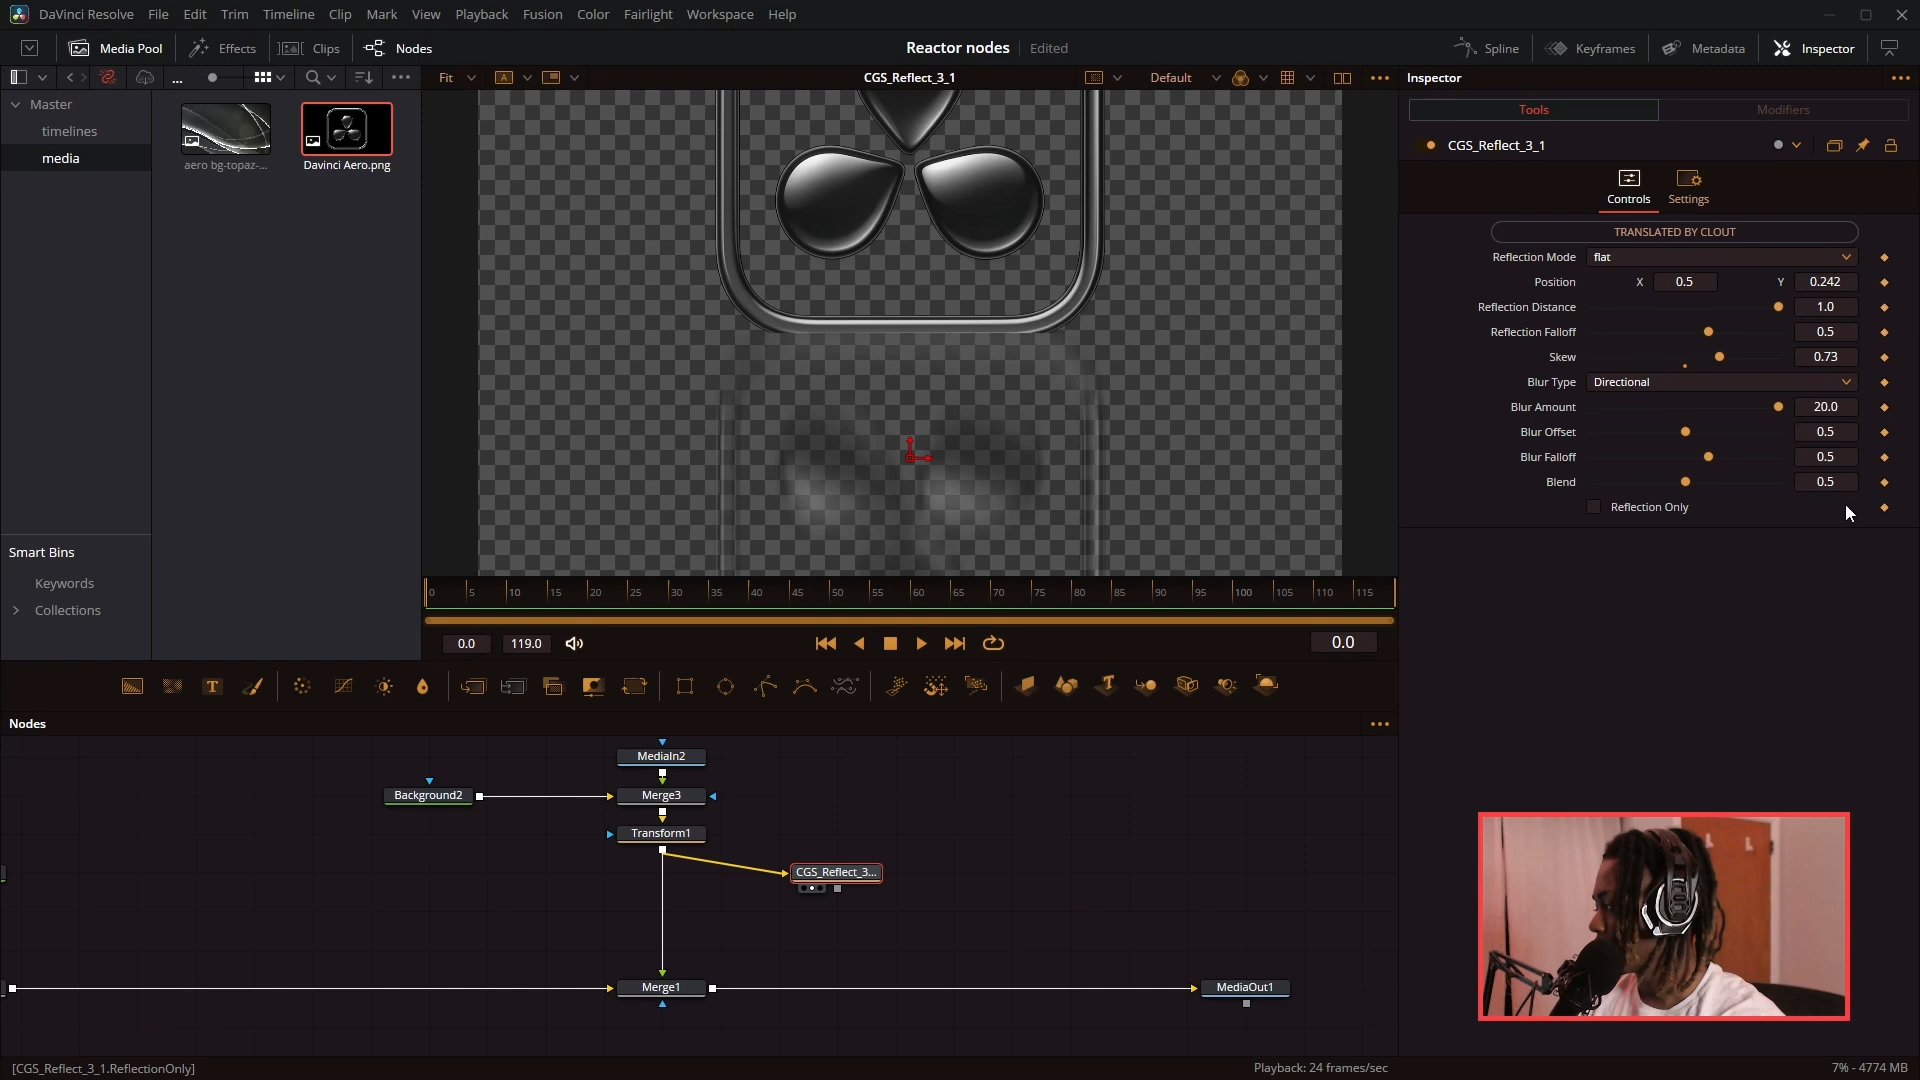 DaVinci Resolve File Edit Trim Timeline Clip Mark View Playback Fusion Color Fairlight Workspace Help
Media Pool Effects Clips Nodes Reactor nodes Edited Spline Keyframes Metadata Inspector
... Fit A CGS_Reflect_3_1 Default Inspector
Master
timelines
media
aero bg-topaz-...
Davinci Aero.png
Smart Bins
Keywords
Collections
Tools Modifiers
CGS_Reflect_3_1
Controls Settings
TRANSLATED BY CLOUT
Reflection Mode flat
Position X 0.5 Y 0.242
Reflection Distance 1.0
Reflection Falloff 0.5
Skew 0.73
Blur Type Directional
Blur Amount 20.0
Blur Offset 0.5
Blur Falloff 0.5
Blend 0.5
Reflection Only
0 5 10 15 20 25 30 35 40 45 50 55 60 65 70 75 80 85 90 95 100 105 110 115
0.0 119.0 0.0
T T
Nodes
MediaIn2
Background2 Merge3
Transform1
CGS_Reflect_3...
Merge1 MediaOut1
[CGS_Reflect_3_1.ReflectionOnly] Playback: 24 frames/sec 7% - 4774 MB